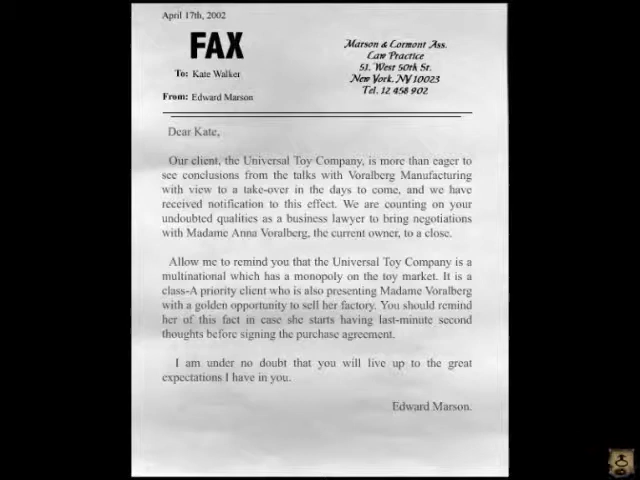 April 17th, 2002
FAX
To: Kate Walker
From: Edward Marson
Marson & Lormont Ass.
Law Practice
51, West 50th St.
New York, NY 10023
Tel. 12 458 902
Dear Kate,
Our client, the Universal Toy Company, is more than eager to
see conclusions from the talks with Voralberg Manufacturing
with view to a take-over in the days to come, and we have
received notification to this effect. We are counting on your
undoubted qualities as a business lawyer to bring negotiations
with Madame Anna Voralberg, the current owner, to a close.
Allow me to remind you that the Universal Toy Company is a
multinational which has a monopoly on the toy market. It is a
class-A priority client who is also presenting Madame Voralberg
with a golden opportunity to sell her factory. You should remind
her of this fact in case she starts having last-minute second
thoughts before signing the purchase agreement.
I am under no doubt that you will live up to the great
expectations I have in you.
Edward Marson.